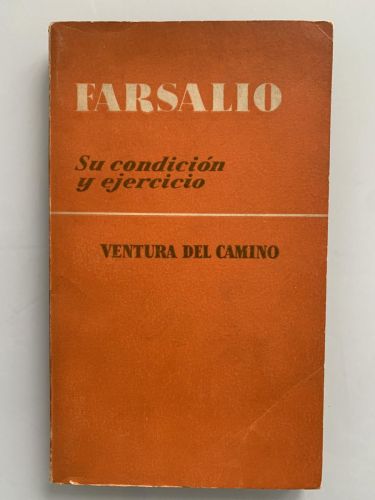 FARSALIO
Su condición
y ejercicio
VENTURA DEL CAMINO